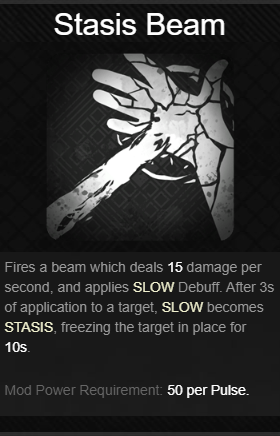 Stasis Beam
Fires a beam which deals 15 damage per
second, and applies SLOW Debuff. After 3s
of application to a target, SLOW becomes
STASIS, freezing the target in place for
10s.
Mod Power Requirement: 50 per Pulse.